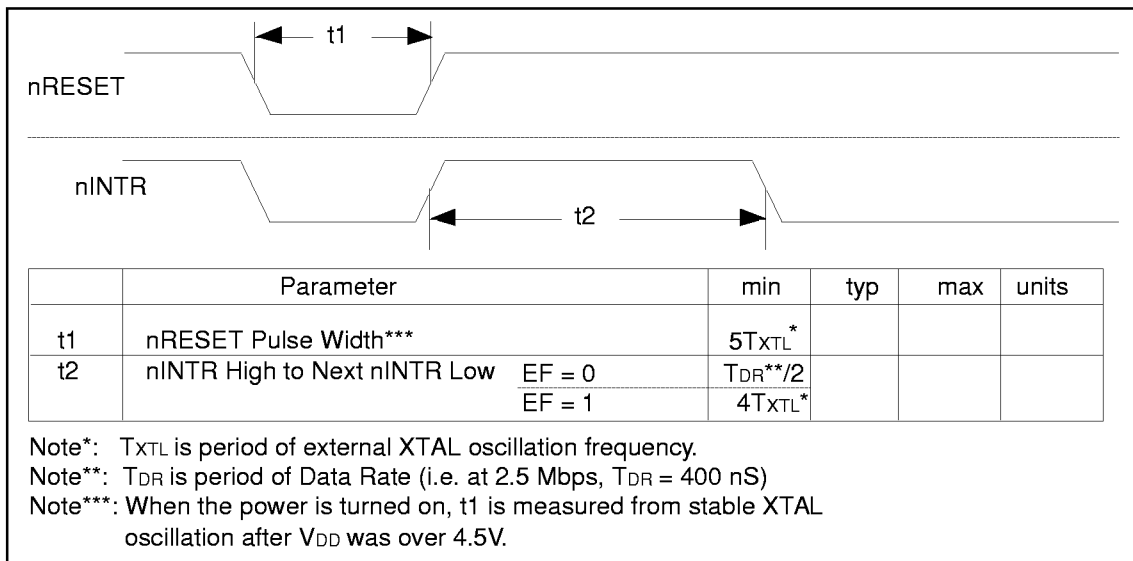 t1
nRESET
nINTR
t2
Parameter min typ max units
t1 nRESET Pulse Width*** 5TXTL*
t2 nINTR High to Next nINTR Low EF = 0 TDR**/2
EF = 1 4TXTL*
Note*: TXTL is period of external XTAL oscillation frequency.
Note**: TDR is period of Data Rate (i.e. at 2.5 Mbps, TDR = 400 nS)
Note***: When the power is turned on, t1 is measured from stable XTAL
oscillation after VDD was over 4.5V.